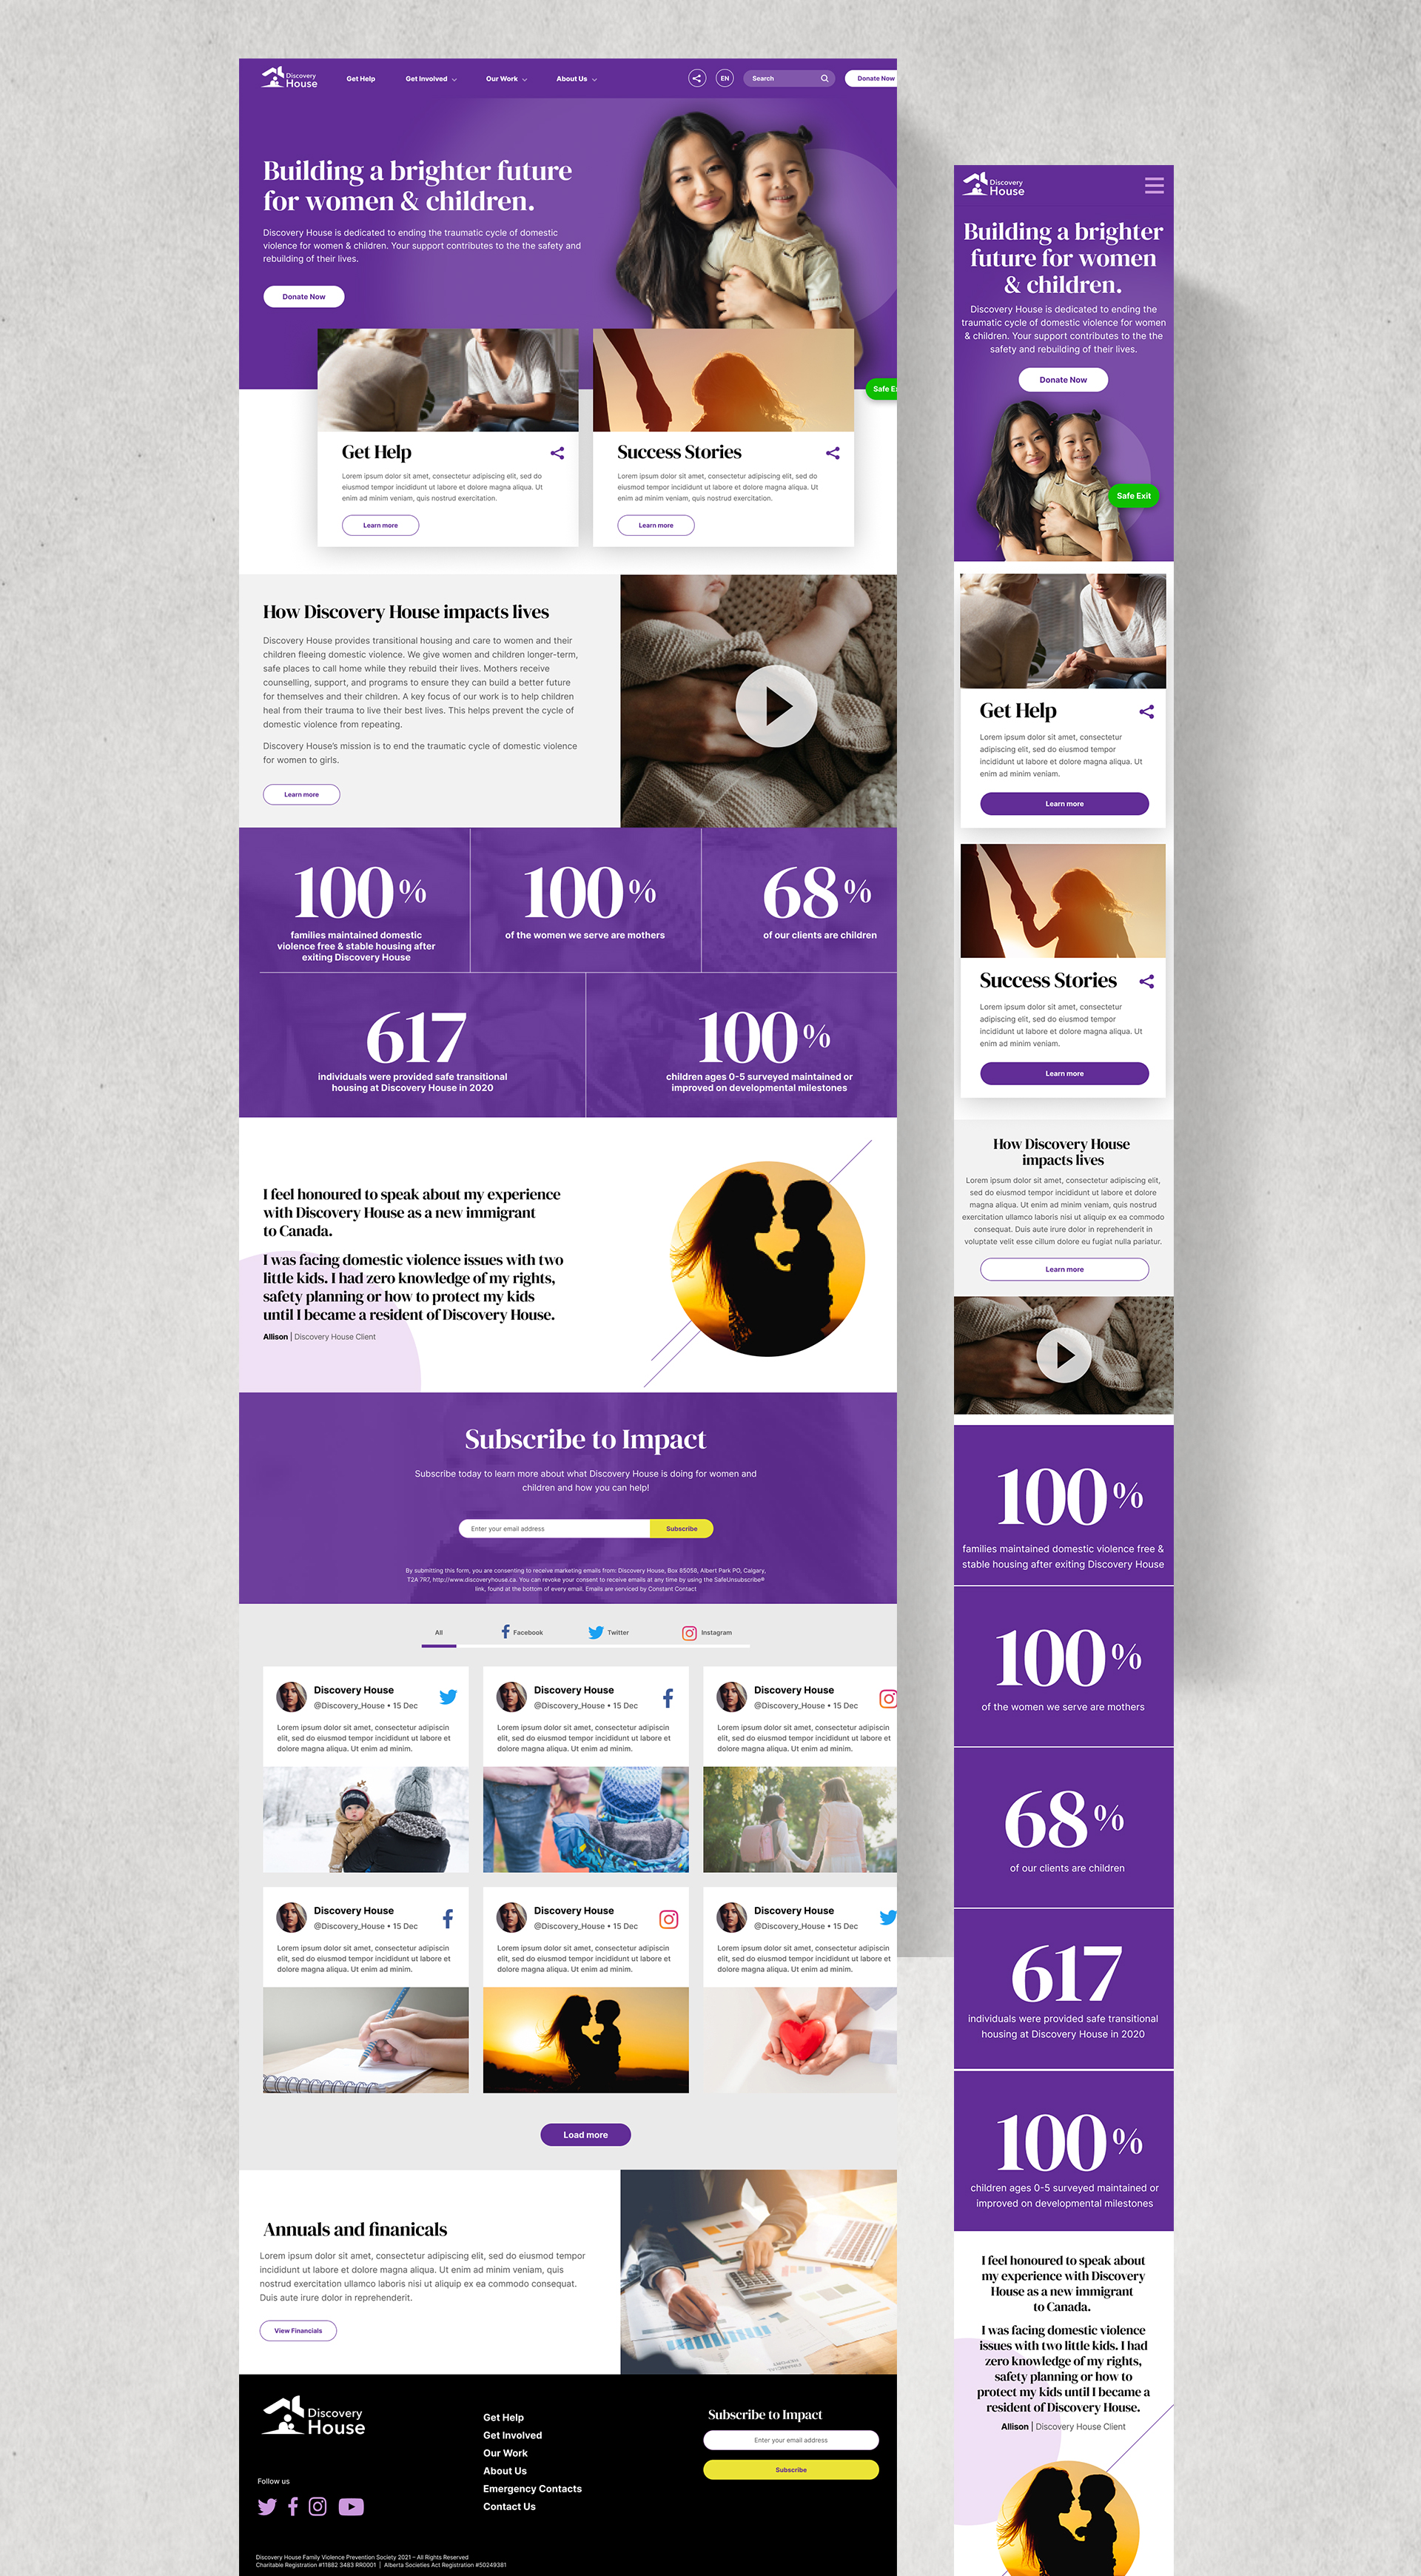 Discovery
House
Get Help
Get Involved
Our Work
About Us
EN
Search
Donate Now
Building a brighter future
for women & children.
Discovery House is dedicated to ending the traumatic cycle of domestic
violence for women & children. Your support contributes to the the safety and
rebuilding of their lives.
Donate Now
Safe Ex
Get Help
Lorem ipsum dolor sit amet, consectetur adipiscing elit, sed do
eiusmod tempor incididunt ut labore et dolore magna aliqua. Ut
enim ad minim veniam, quis nostrud exercitation.
Learn more
Success Stories
Lorem ipsum dolor sit amet, consectetur adipiscing elit, sed do
eiusmod tempor incididunt ut labore et dolore magna aliqua. Ut
enim ad minim veniam, quis nostrud exercitation.
Learn more
How Discovery House impacts lives
Discovery House provides transitional housing and care to women and their
children fleeing domestic violence. We give women and children longer-term,
safe places to call home while they rebuild their lives. Mothers receive
counselling, support, and programs to ensure they can build a better future
for themselves and their children. A key focus of our work is to help children
heal from their trauma to live their best lives. This helps prevent the cycle of
domestic violence from repeating.
Discovery House's mission is to end the traumatic cycle of domestic violence
for women to girls.
Learn more
100%
families maintained domestic
violence free & stable housing after
exiting Discovery House
100%
of the women we serve are mothers
68%
of our clients are children
617
individuals were provided safe transitional
housing at Discovery House in 2020
100%
children ages 0-5 surveyed maintained or
improved on developmental milestones
I feel honoured to speak about my experience
with Discovery House as a new immigrant
to Canada.
I was facing domestic violence issues with two
little kids. I had zero knowledge of my rights,
safety planning or how to protect my kids
until I became a resident of Discovery House.
Allison | Discovery House Client
Subscribe to Impact
Subscribe today to learn more about what Discovery House is doing for women and
children and how you can help!
Enter your email address
Subscribe
By submitting this form, you are consenting to receive marketing emails from: Discovery House, Box 85058, Albert Park PO, Calgary,
T2A 7R7, http://www.discoveryhouse.ca. You can revoke your consent to receive emails at any time by using the SafeUnsubscribe®
link, found at the bottom of every email. Emails are serviced by Constant Contact
All
Facebook
Twitter
Instagram
Discovery House
@Discovery_House • 15 Dec
Lorem ipsum dolor sit amet, consectetur adipiscin
elit, sed do eiusmod tempor incididunt ut labore et
dolore magna aliqua. Ut enim ad minim.
Discovery House
@Discovery_House • 15 Dec
Lorem ipsum dolor sit amet, consectetur adipiscin
elit, sed do eiusmod tempor incididunt ut labore et
dolore magna aliqua. Ut enim ad minim.
Discovery House
@Discovery_House • 15 Dec
Lorem ipsum dolor sit amet, consectetur adipiscin
elit, sed do eiusmod tempor incididunt ut labore et
dolore magna aliqua. Ut enim ad minim.
Discovery House
@Discovery_House • 15 Dec
Lorem ipsum dolor sit amet, consectetur adipiscin
elit, sed do eiusmod tempor incididunt ut labore et
dolore magna aliqua. Ut enim ad minim.
Discovery House
@Discovery_House • 15 Dec
Lorem ipsum dolor sit amet, consectetur adipiscin
elit, sed do eiusmod tempor incididunt ut labore et
dolore magna aliqua. Ut enim ad minim.
Discovery House
@Discovery_House • 15 Dec
Lorem ipsum dolor sit amet, consectetur adipiscin
elit, sed do eiusmod tempor incididunt ut labore et
dolore magna aliqua. Ut enim ad minim.
Load more
Annuals and finanicals
Lorem ipsum dolor sit amet, consectetur adipiscing elit, sed do eiusmod tempor
incididunt ut labore et dolore magna aliqua. Ut enim ad minim veniam, quis
nostrud exercitation ullamco laboris nisi ut aliquip ex ea commodo consequat.
Duis aute irure dolor in reprehenderit.
View Financials
Discovery
House
Follow us
Get Help
Get Involved
Our Work
About Us
Emergency Contacts
Contact Us
Subscribe to Impact
Enter your email address
Subscribe
Discovery House Family Violence Prevention Society 2021 – All Rights Reserved
Charitable Registration #11882 3483 RR0001 | Alberta Societies Act Registration #50249381
Discovery
House
Building a brighter
future for women
& children.
Discovery House is dedicated to ending the
traumatic cycle of domestic violence for women
& children. Your support contributes to the the
safety and rebuilding of their lives.
Donate Now
Safe Exit
Get Help
Lorem ipsum dolor sit amet, consectetur
adipiscing elit, sed do eiusmod tempor
incididunt ut labore et dolore magna aliqua. Ut
enim ad minim veniam.
Learn more
Success Stories
Lorem ipsum dolor sit amet, consectetur
adipiscing elit, sed do eiusmod tempor
incididunt ut labore et dolore magna aliqua. Ut
enim ad minim veniam.
Learn more
How Discovery House
impacts lives
Lorem ipsum dolor sit amet, consectetur adipiscing elit,
sed do eiusmod tempor incididunt ut labore et dolore
magna aliqua. Ut enim ad minim veniam, quis nostrud
exercitation ullamco laboris nisi ut aliquip ex ea commodo
consequat. Duis aute irure dolor in reprehenderit in
voluptate velit esse cillum dolore eu fugiat nulla pariatur.
Learn more
100%
families maintained domestic violence free &
stable housing after exiting Discovery House
100%
of the women we serve are mothers
68%
of our clients are children
617
individuals were provided safe transitional
housing at Discovery House in 2020
100%
children ages 0-5 surveyed maintained or
improved on developmental milestones
I feel honoured to speak about
my experience with Discovery
House as a new immigrant
to Canada.
I was facing domestic violence
issues with two little kids. I had
zero knowledge of my rights,
safety planning or how to
protect my kids until I became a
resident of Discovery House.
Allison | Discovery House Client